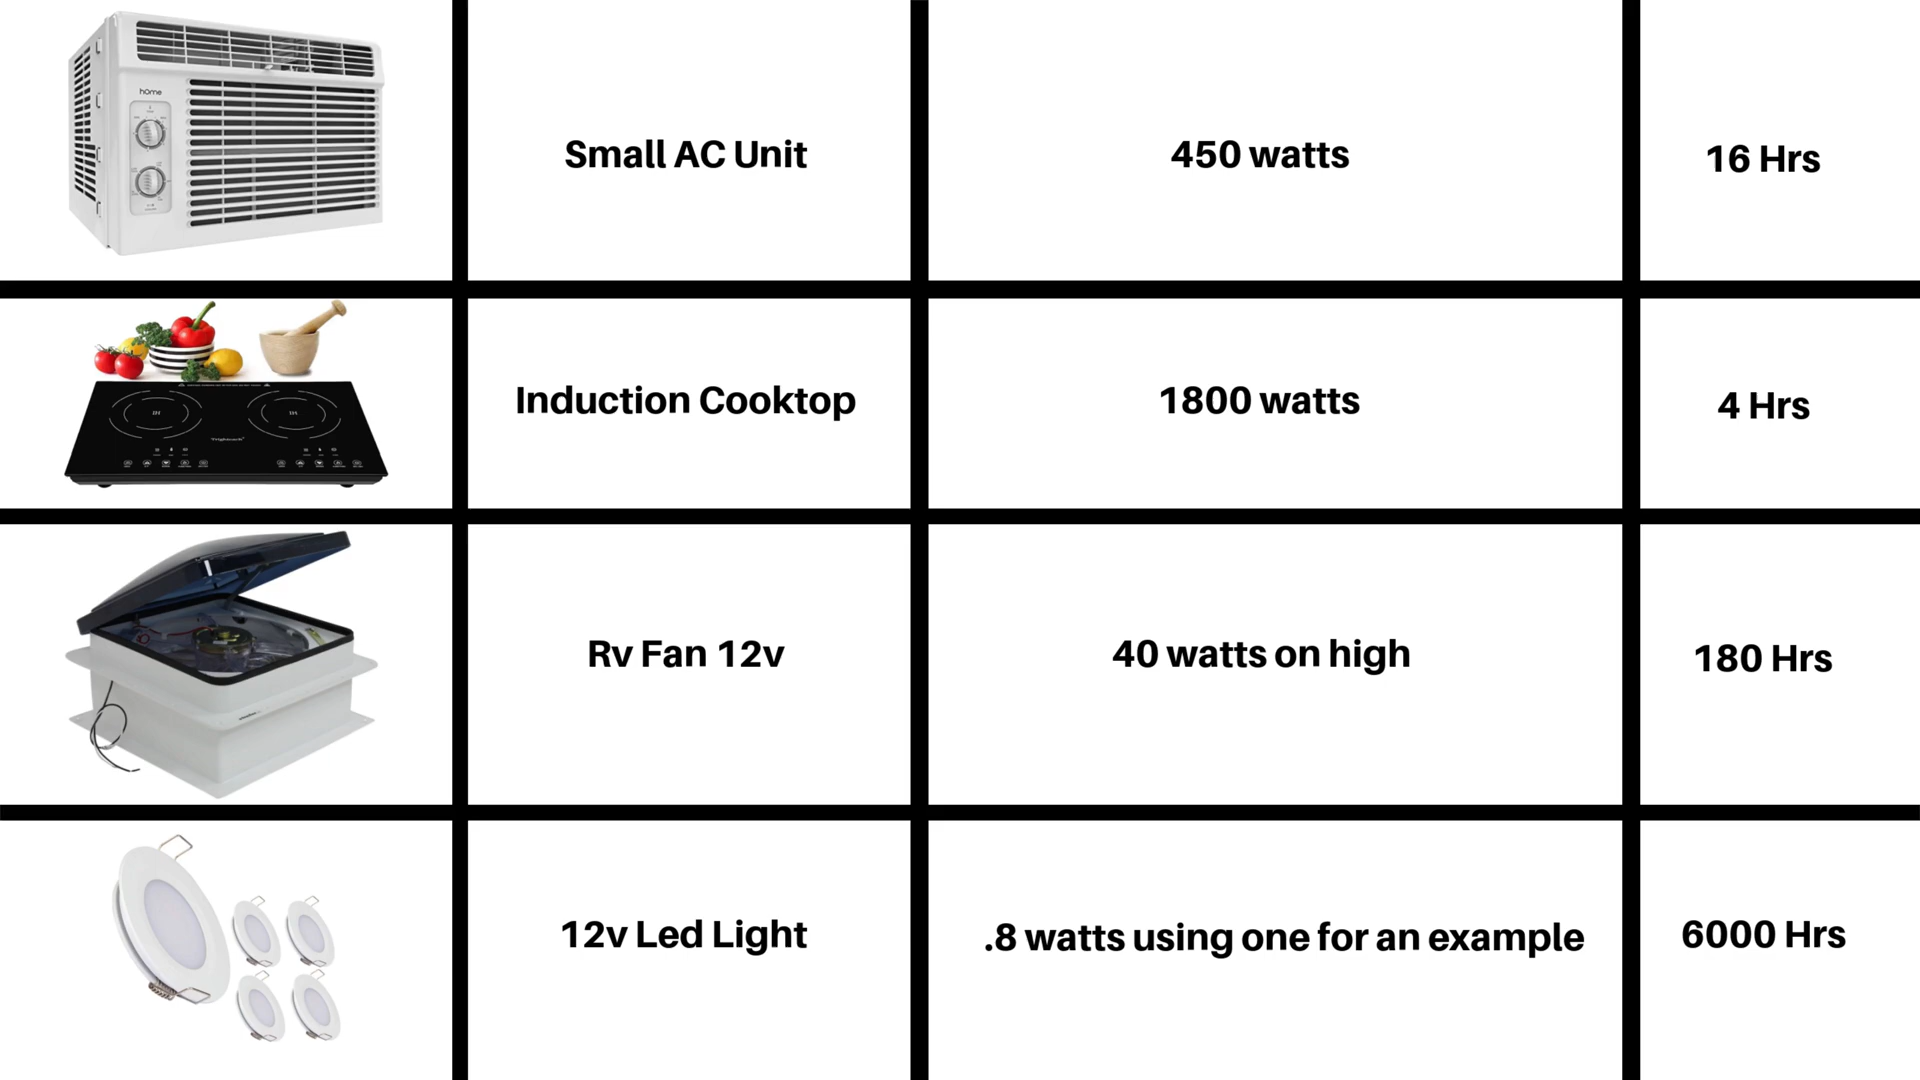 hOme
Small AC Unit
450 watts
16 Hrs
Induction Cooktop
1800 watts
4 Hrs
Rv Fan 12v
40 watts on high
180 Hrs
12v Led Light
.8 watts using one for an example
6000 Hrs